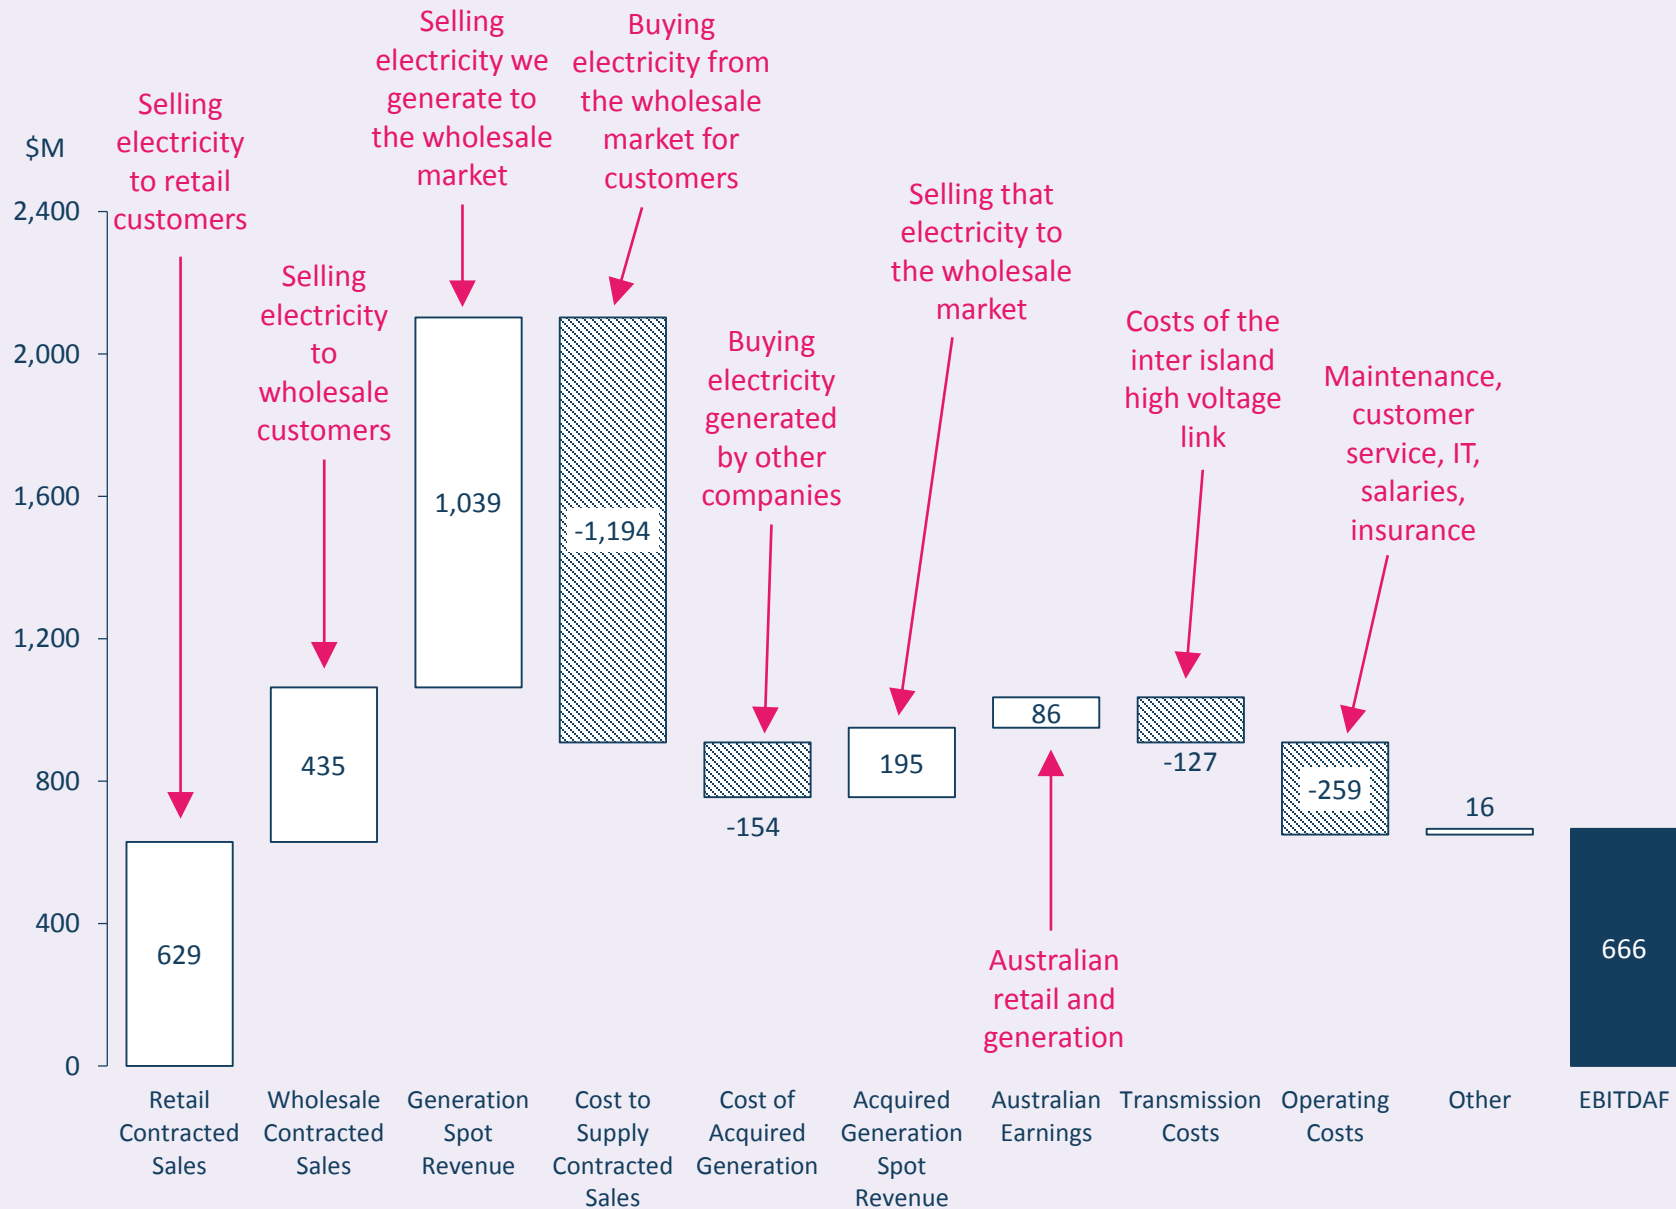 Selling
electricity
to retail
customers
Selling
electricity
to
wholesale
customers
Selling
electricity we
generate to
the wholesale
market
Buying
electricity from
the wholesale
market for
customers
Buying
electricity
generated
by other
companies
Selling that
electricity to
the wholesale
market
Costs of the
inter island
high voltage
link
Maintenance,
customer
service, IT,
salaries,
insurance
Australian
retail and
generation
$M
2,400
2,000
1,600
1,200
800
400
0
629
435
1,039
-1,194
-154
195
86
-127
-259
16
666
Retail
Contracted
Sales
Wholesale
Contracted
Sales
Generation
Spot
Revenue
Cost to
Supply
Contracted
Sales
Cost of
Acquired
Generation
Acquired
Generation
Spot
Revenue
Australian
Earnings
Transmission
Costs
Operating
Costs
Other
EBITDAF